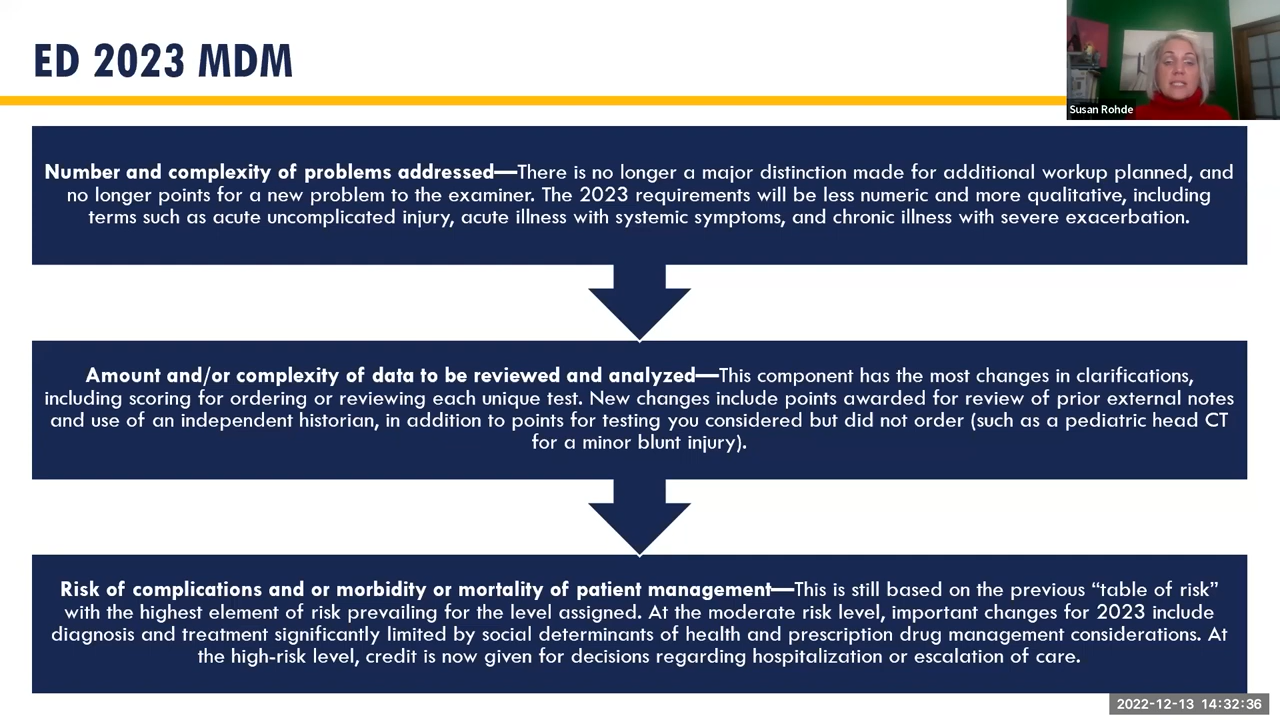 ED 2023 MDM
Susan Rohde
Number and complexity of problems addressed—There is no longer a major distinction made for additional workup planned, and
no longer points for a new problem to the examiner. The 2023 requirements will be less numeric and more qualitative, including
terms such as acute uncomplicated injury, acute illness with systemic symptoms, and chronic illness with severe exacerbation.
Amount and/or complexity of data to be reviewed and analyzed—This component has the most changes in clarifications,
including scoring for ordering or reviewing each unique test. New changes include points awarded for review of prior external notes
and use of an independent historian, in addition to points for testing you considered but did not order (such as a pediatric head CT
for a minor blunt injury).
Risk of complications and or morbidity or mortality of patient management—This is still based on the previous “table of risk”
with the highest element of risk prevailing for the level assigned. At the moderate risk level, important changes for 2023 include
diagnosis and treatment significantly limited by social determinants of health and prescription drug management considerations. At
the high-risk level, credit is now given for decisions regarding hospitalization or escalation of care.
2022-12-13 14:32:36